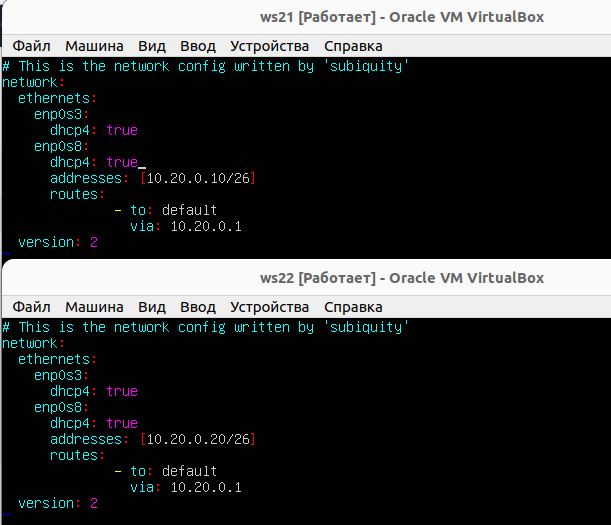 ws21 [Работает] - Oracle VM VirtualBox
Файл Машина Вид Ввод Устройства Справка
# This is the network config written by 'subiquity'
network:
  ethernets:
    enp0s3:
      dhcp4: true
    enp0s8:
      dhcp4: true
      addresses: [10.20.0.10/26]
      routes:
              - to: default
                via: 10.20.0.1
  version: 2
~
ws22 [Работает] - Oracle VM VirtualBox
Файл Машина Вид Ввод Устройства Справка
# This is the network config written by 'subiquity'
network:
  ethernets:
    enp0s3:
      dhcp4: true
    enp0s8:
      dhcp4: true
      addresses: [10.20.0.20/26]
      routes:
              - to: default
                via: 10.20.0.1
  version: 2
~